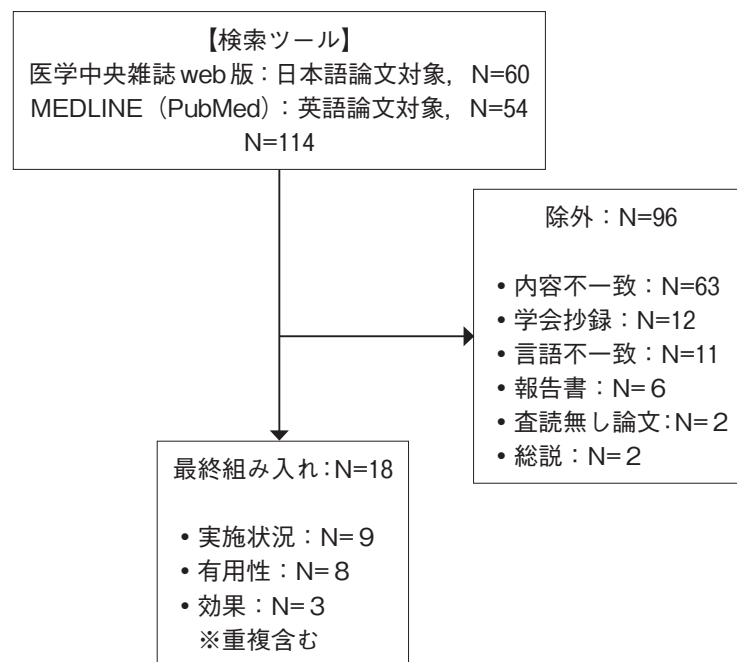 【検索ツール】
医学中央雑誌web版：日本語論文対象，N=60
MEDLINE（PubMed）：英語論文対象，N=54
N=114
除外：N=96
•内容不一致：N=63
•学会抄録：N=12
•言語不一致：N=11
•報告書：N=６
•査読無し論文：N=２
•総説：N=２
最終組み入れ：N=18
•実施状況：N=９
•有用性：N=８
•効果：N=３
※重複含む